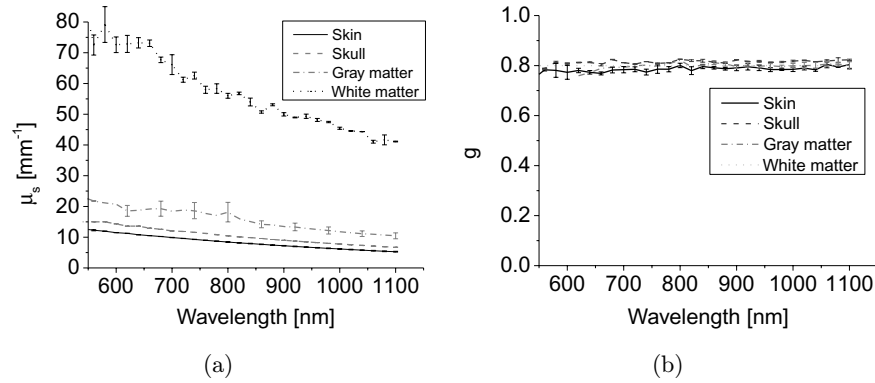 80
70
60
50
40
30
20
10
0
μs [mm-1]
600 700 800 900 1000 1100
Wavelength [nm]
Skin
Skull
Gray matter
White matter
(a)
1.0
0.8
0.6
0.4
0.2
0.0
g
600 700 800 900 1000 1100
Wavelength [nm]
Skin
Skull
Gray matter
White matter
(b)